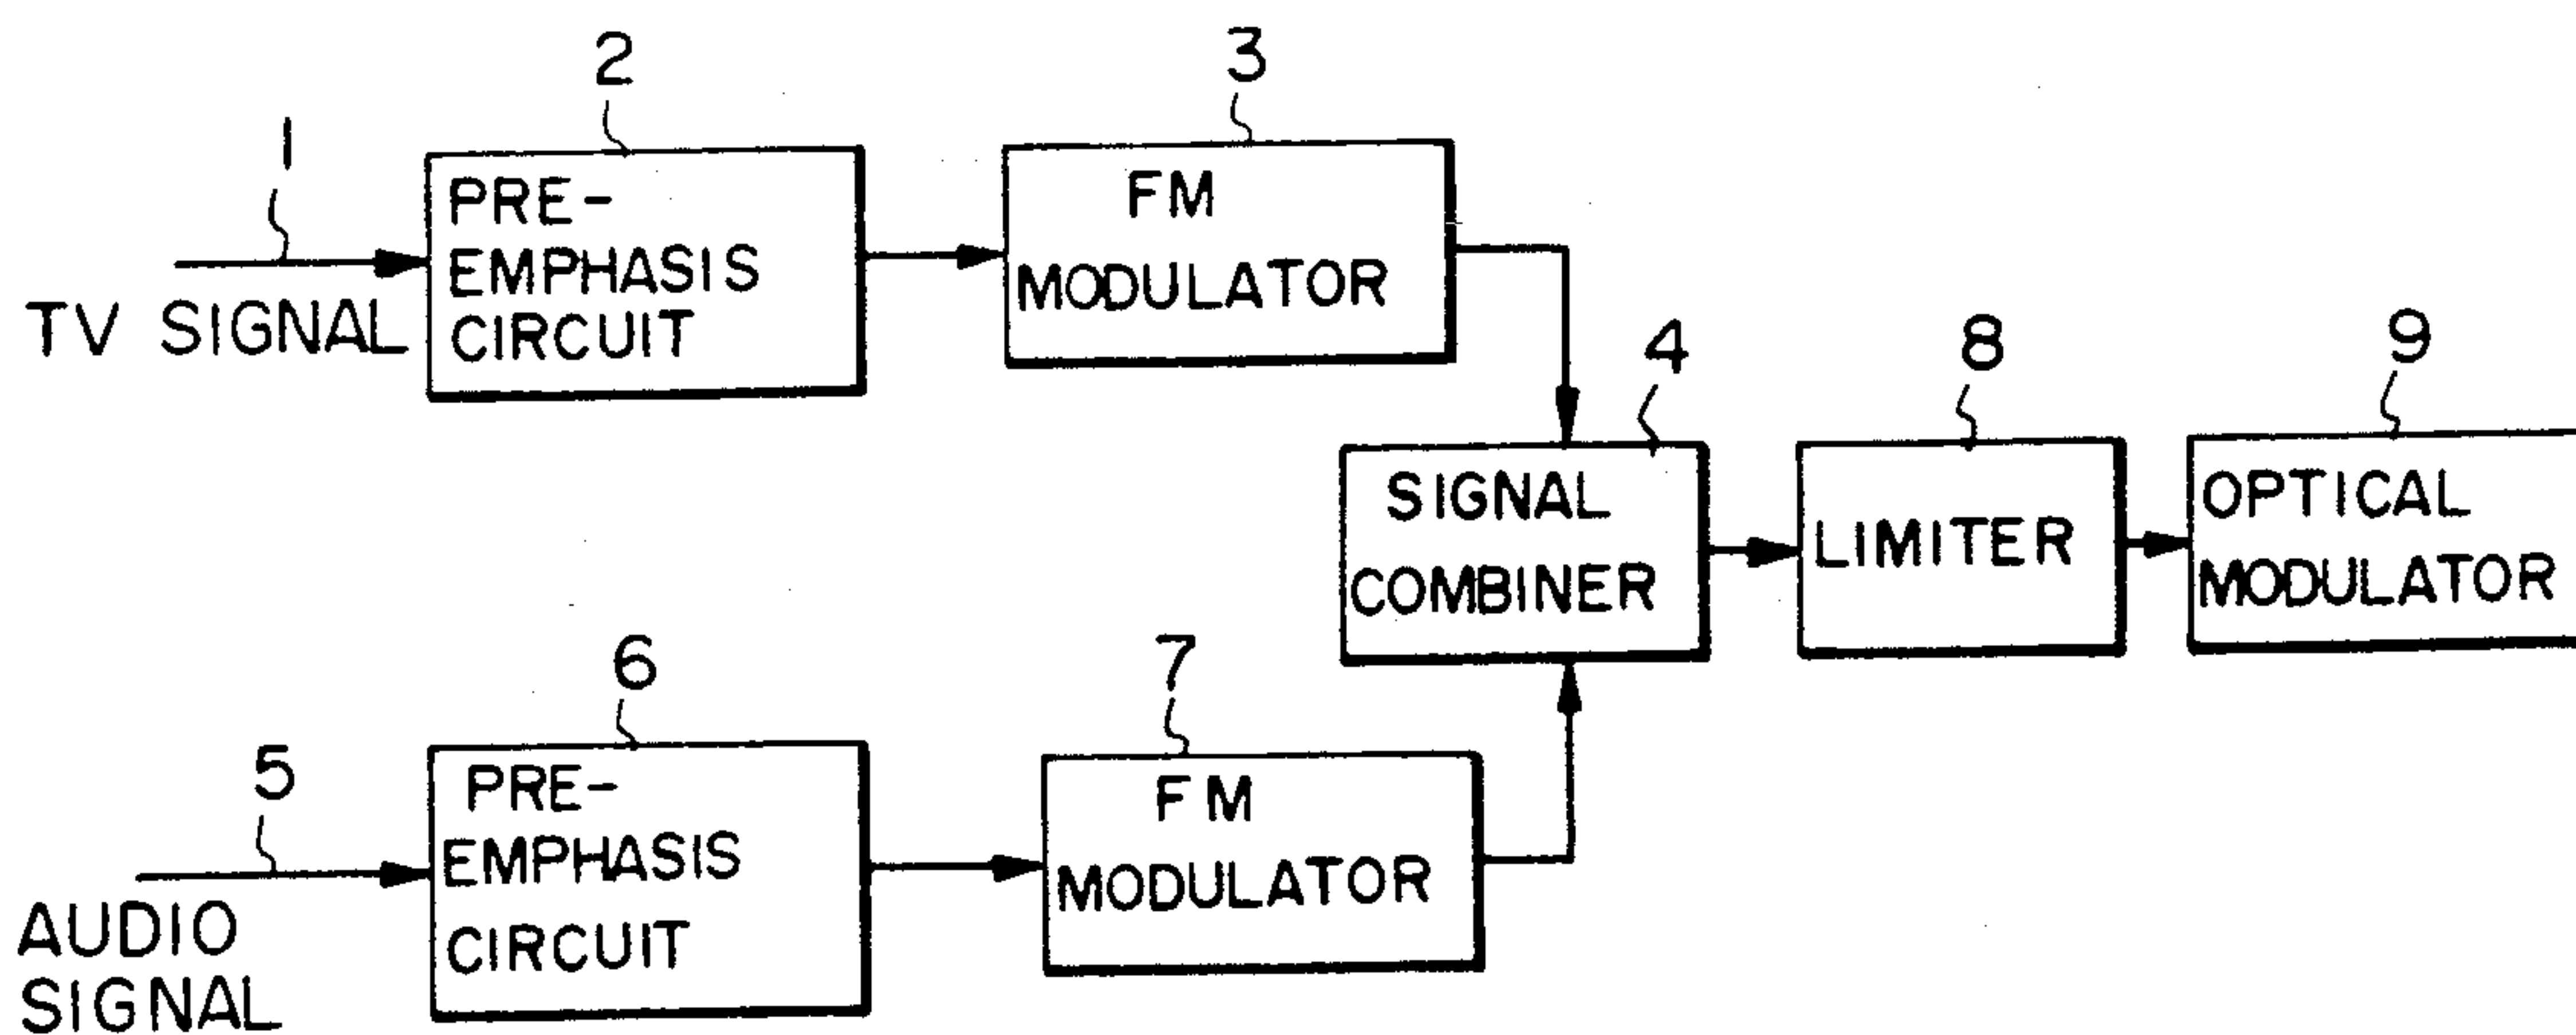 1
TV SIGNAL
2
PRE-
EMPHASIS
CIRCUIT
3
FM
MODULATOR
4
SIGNAL
COMBINER
8
LIMITER
9
OPTICAL
MODULATOR
5
AUDIO
SIGNAL
6
PRE-
EMPHASIS
CIRCUIT
7
FM
MODULATOR